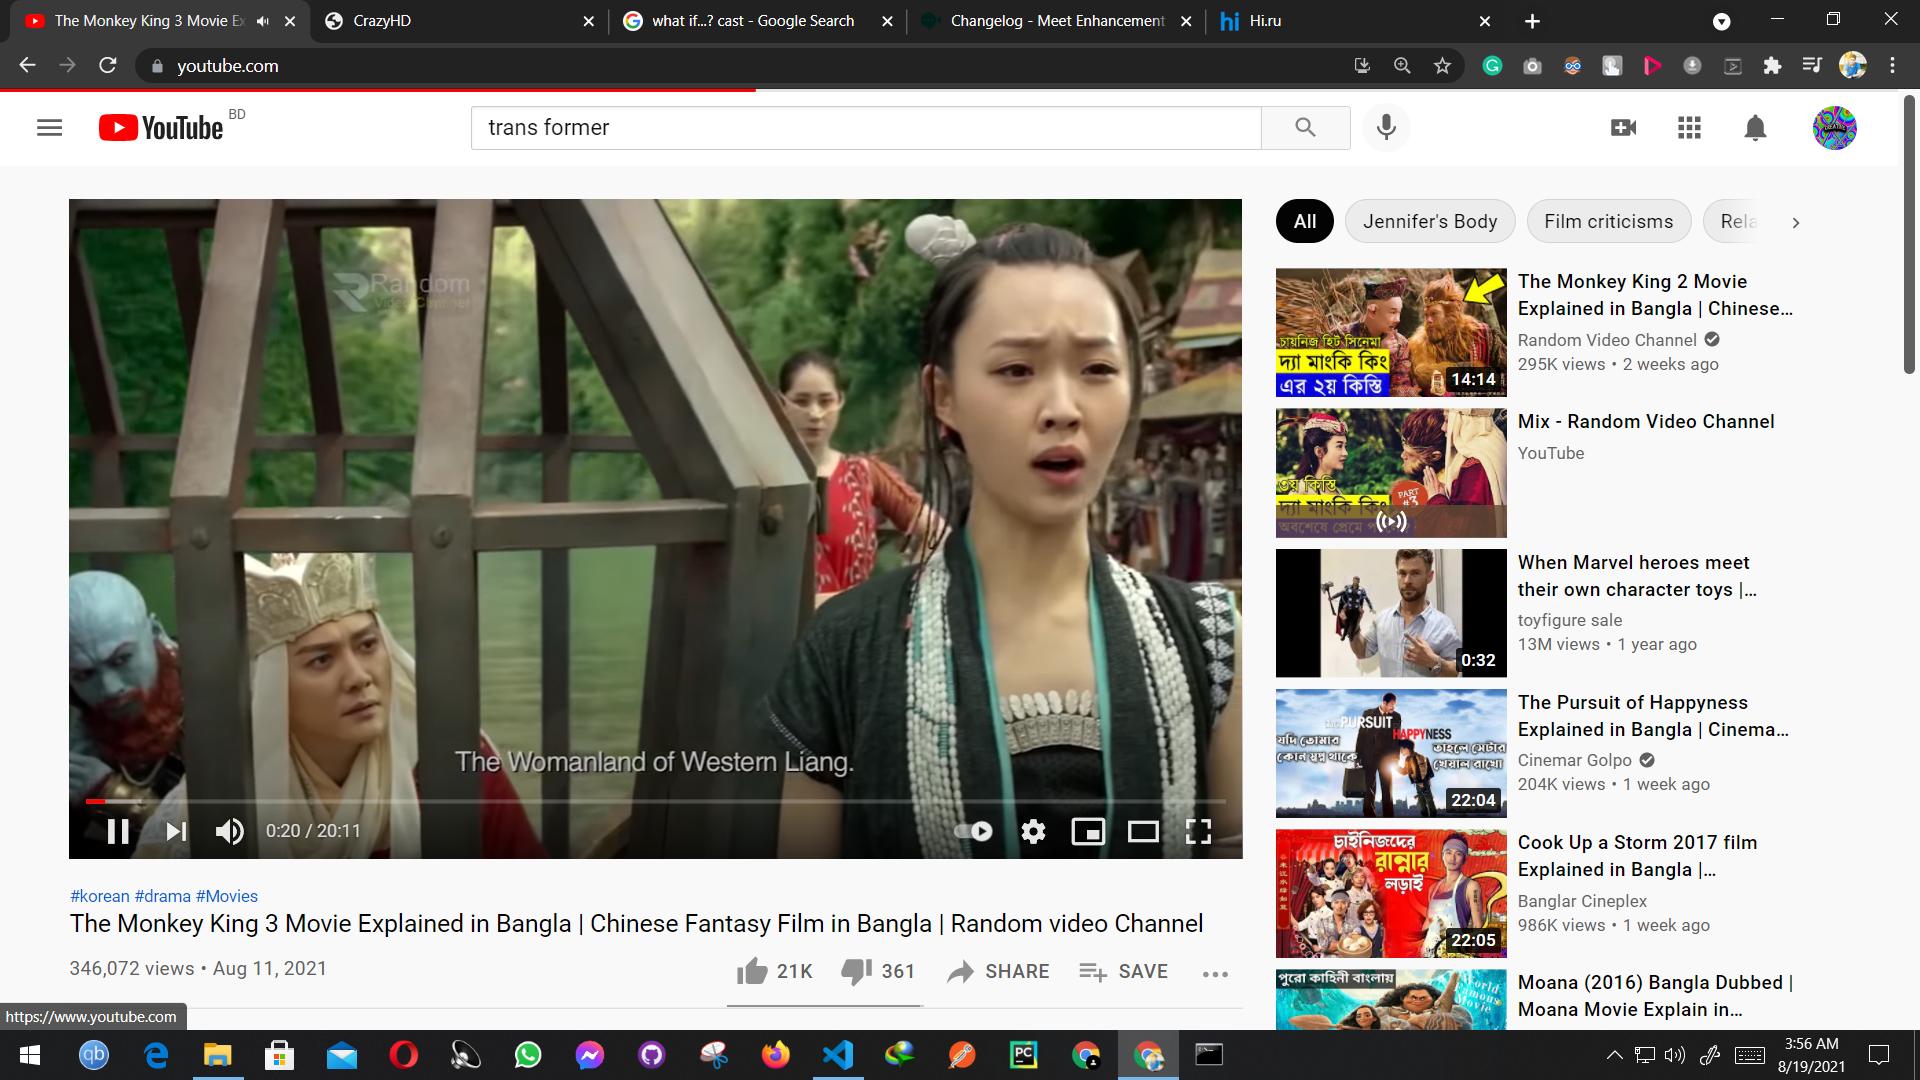 The Monkey King 3 Movie Ex
CrazyHD
what if...? cast - Google Search
Changelog - Meet Enhancement
hi Hi.ru
youtube.com
YouTube BD
trans former
Random
The Womanland of Western Liang.
0:20 / 20:11
#korean #drama #Movies
The Monkey King 3 Movie Explained in Bangla | Chinese Fantasy Film in Bangla | Random video Channel
346,072 views • Aug 11, 2021
21K
361
SHARE
SAVE
All
Jennifer's Body
Film criticisms
Rela
চায়নিজ হিট সিনেমা
দ্যা মাংকি কিং
এর ২য় কিস্তি
14:14
The Monkey King 2 Movie
Explained in Bangla | Chinese...
Random Video Channel
295K views • 2 weeks ago
৩য় কিস্তি
দ্যা মাংকি কিং
PART
#3
Mix - Random Video Channel
YouTube
0:32
When Marvel heroes meet
their own character toys |...
toyfigure sale
13M views • 1 year ago
PURSUIT
HAPPYNESS
যদি তোমার
তাহলে সেটার
কোন স্বপ্ন থাকে
খেয়াল রাখো
22:04
The Pursuit of Happyness
Explained in Bangla | Cinema...
Cinemar Golpo
204K views • 1 week ago
চাইনিজদের
রান্নার
লড়াই
22:05
Cook Up a Storm 2017 film
Explained in Bangla |...
Banglar Cineplex
986K views • 1 week ago
পুরো কাহিনী বাংলায়
World
Famous
Movie
Moana (2016) Bangla Dubbed |
Moana Movie Explain in...
https://www.youtube.com
qb
PC
3:56 AM
8/19/2021